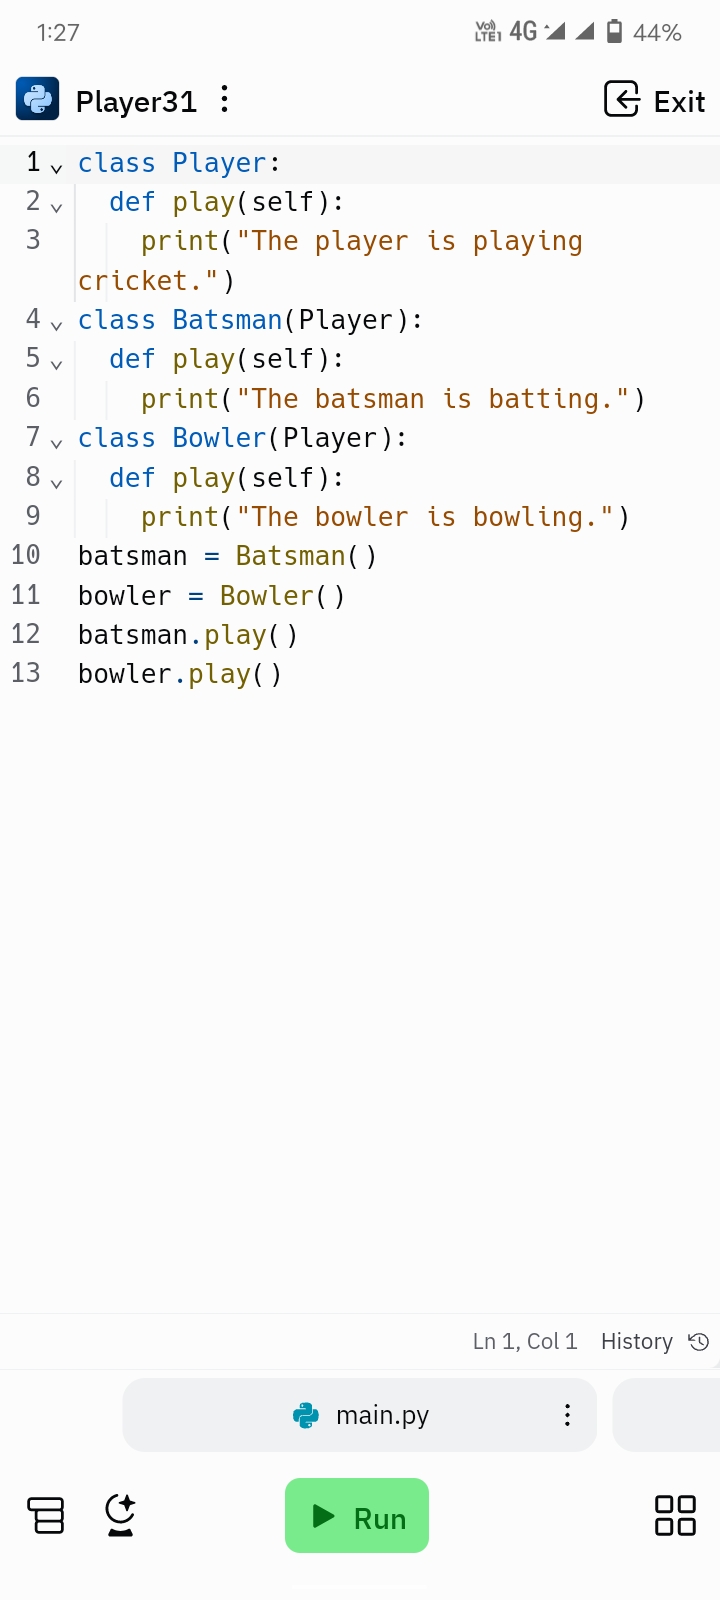 1:27 Vo)) LTE1 4G 44%
Player31 Exit
1 class Player:
2 def play(self):
3 print("The player is playing
cricket.")
4 class Batsman(Player):
5 def play(self):
6 print("The batsman is batting.")
7 class Bowler(Player):
8 def play(self):
9 print("The bowler is bowling.")
10 batsman = Batsman()
11 bowler = Bowler()
12 batsman.play()
13 bowler.play()
Ln 1, Col 1 History
main.py
Run